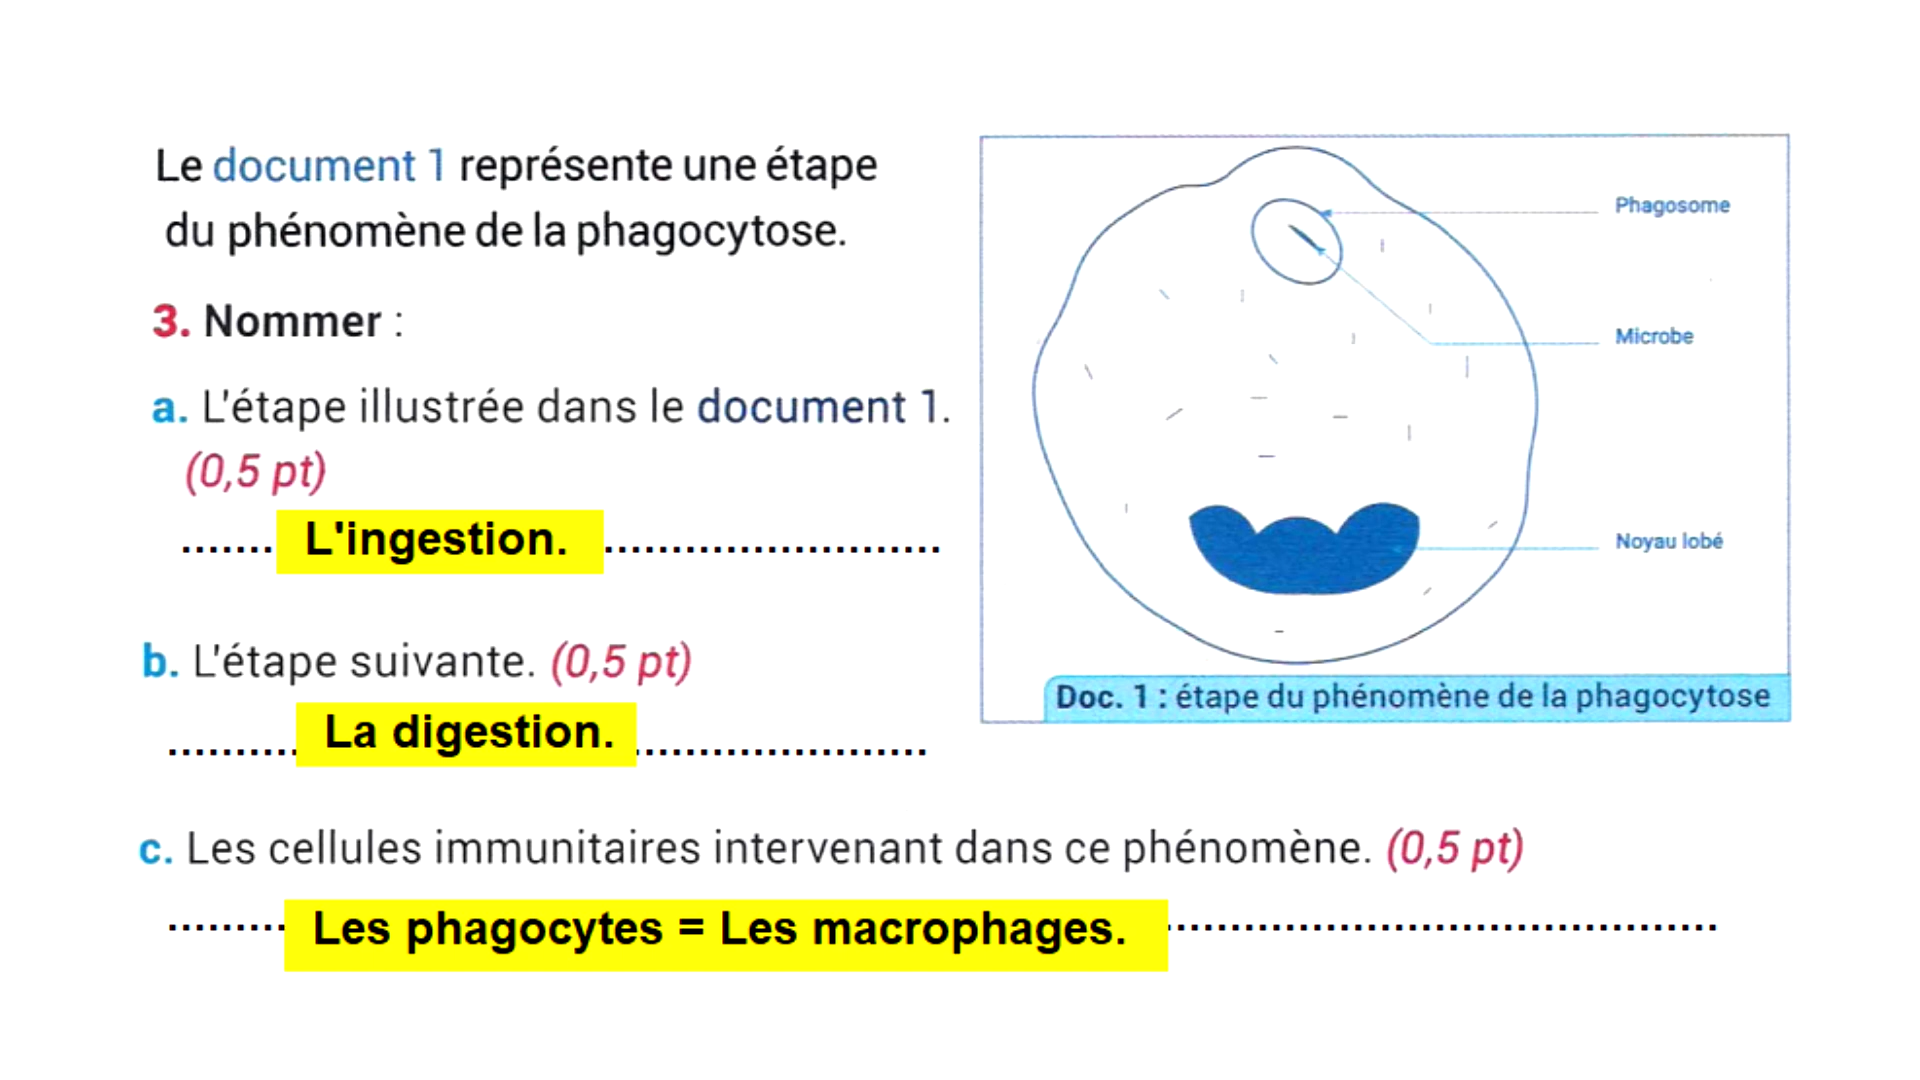 Le document 1 représente une étape
du phénomène de la phagocytose.
3. Nommer :
a. L'étape illustrée dans le document 1.
(0,5 pt)
....... L'ingestion. .........................
b. L'étape suivante. (0,5 pt)
.......... La digestion. ......................
c. Les cellules immunitaires intervenant dans ce phénomène. (0,5 pt)
......... Les phagocytes = Les macrophages. .........................................
Phagosome
Microbe
Noyau lobé
Doc. 1 : étape du phénomène de la phagocytose